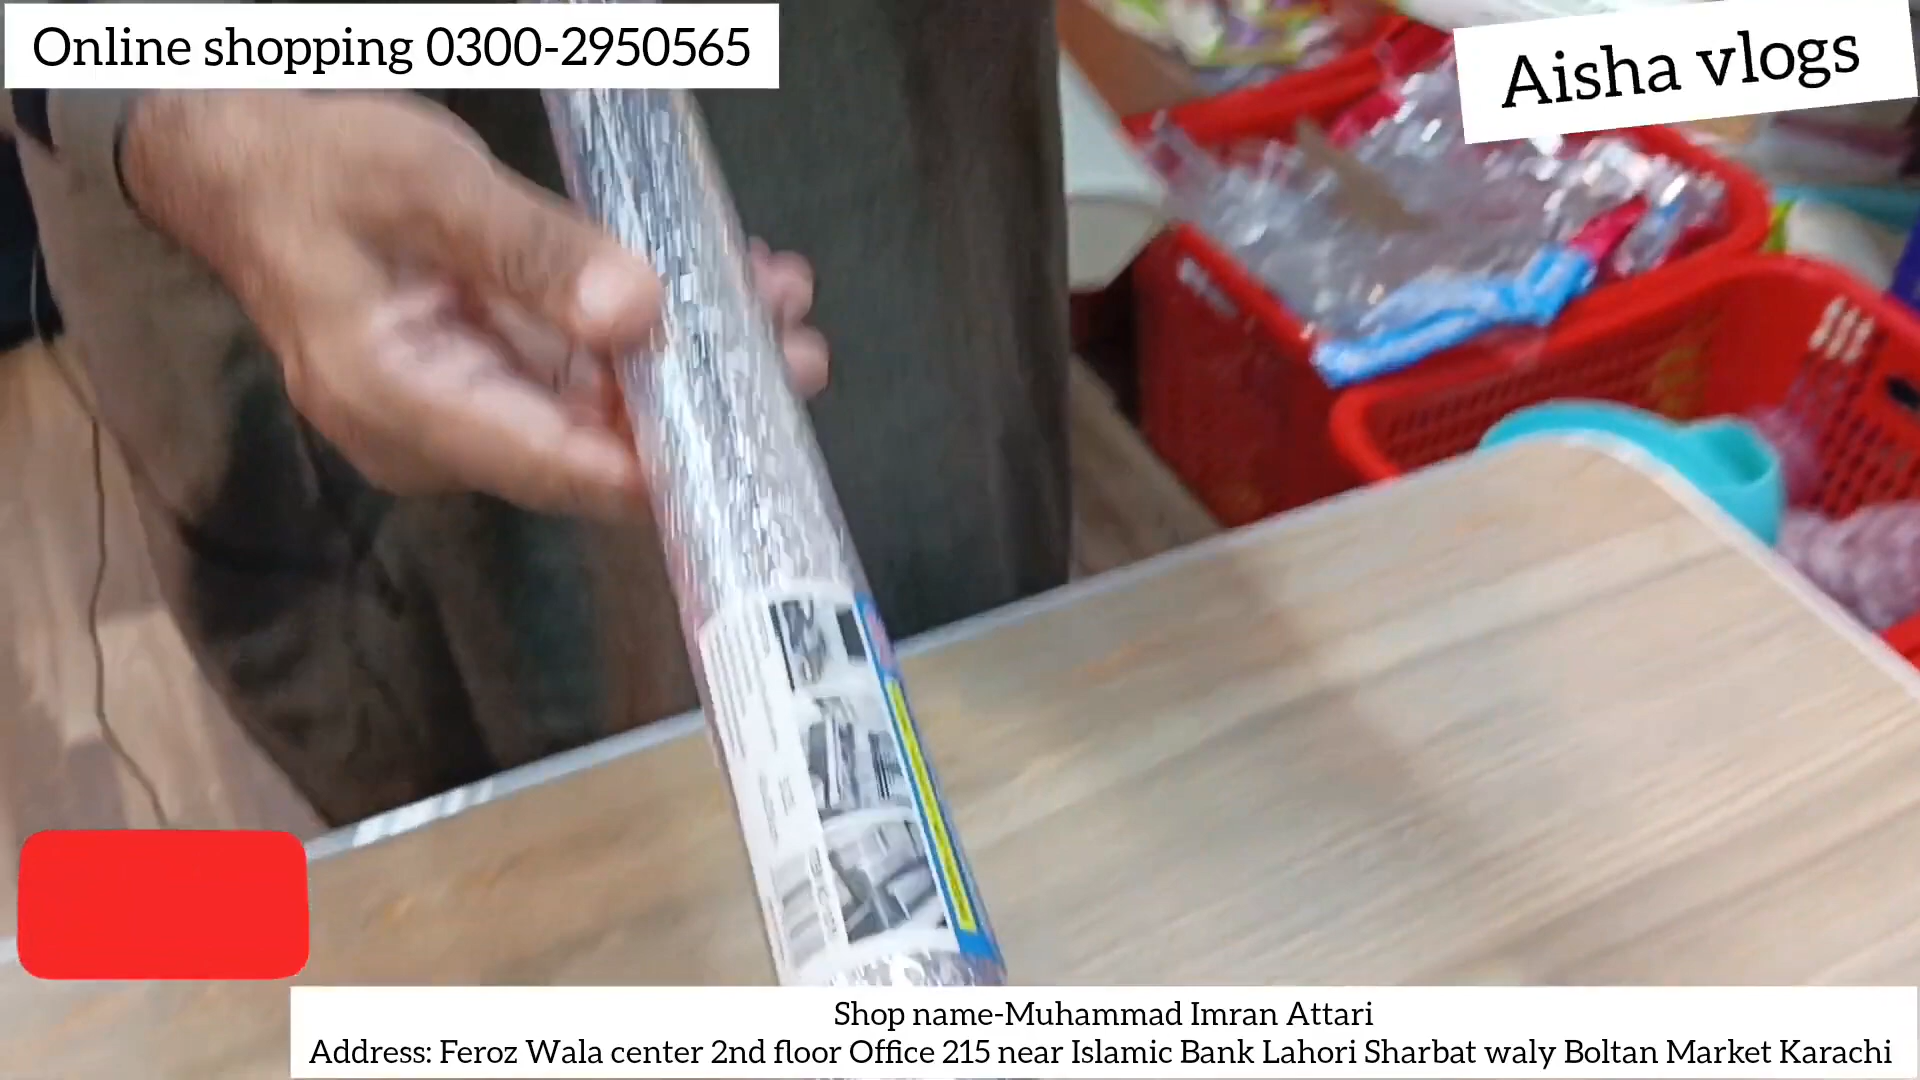 Online shopping 0300-2950565
Aisha vlogs
Shop name-Muhammad Imran Attari
Address: Feroz Wala center 2nd floor Office 215 near Islamic Bank Lahori Sharbat waly Boltan Market Karachi